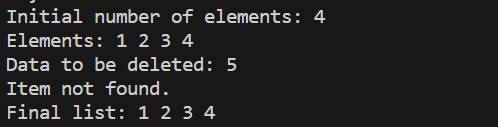 Initial number of elements: 4
Elements: 1 2 3 4
Data to be deleted: 5
Item not found.
Final list: 1 2 3 4